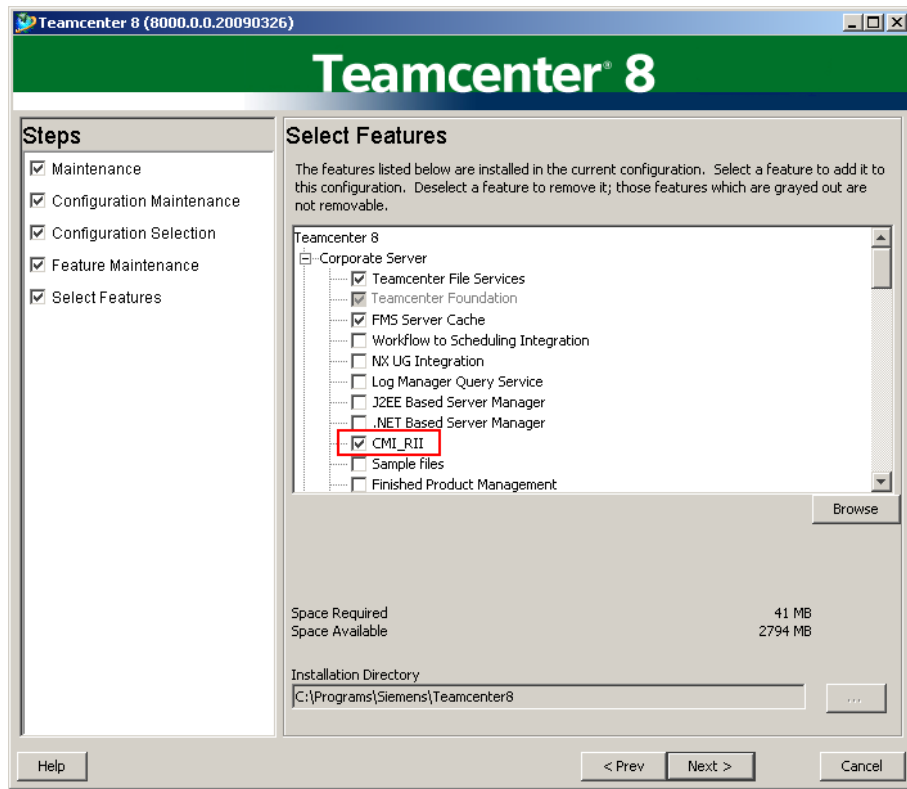 Teamcenter 8 (8000.0.0.20090326)
Teamcenter® 8
Steps
Maintenance
Configuration Maintenance
Configuration Selection
Feature Maintenance
Select Features
Select Features
The features listed below are installed in the current configuration. Select a feature to add it to
this configuration. Deselect a feature to remove it; those features which are grayed out are
not removable.
Teamcenter 8
Corporate Server
Teamcenter File Services
Teamcenter Foundation
FMS Server Cache
Workflow to Scheduling Integration
NX UG Integration
Log Manager Query Service
J2EE Based Server Manager
.NET Based Server Manager
CMI_RII
Sample files
Finished Product Management
Browse
Space Required 41 MB
Space Available 2794 MB
Installation Directory
C:\Programs\Siemens\Teamcenter8
...
Help < Prev Next > Cancel